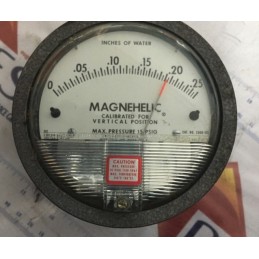 INCHES OF WATER
0 .05 .10 .15 .20 .25
MAGNEHELIC
CALIBRATED FOR
VERTICAL POSITION
MAX. PRESSURE 15 PSIG
CAUTION